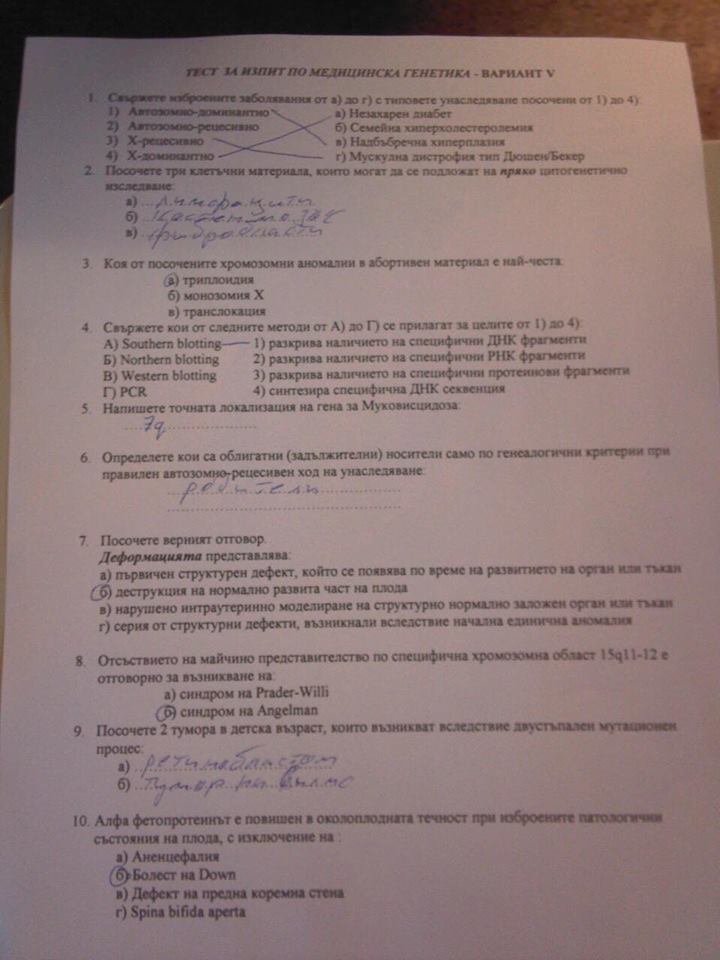 ТЕСТ ЗА ИЗПИТ ПО МЕДИЦИНСКА ГЕНЕТИКА - ВАРИАНТ V
1. Свържете изброените заболявания от а) до г) с типовете унаследяване посочени от 1) до 4):
1) Автозомно-доминантно а) Незахарен диабет
2) Автозомно-рецесивно б) Семейна хиперхолестеролемия
3) Х-рецесивно в) Надбъбречна хиперплазия
4) Х-доминантно г) Мускулна дистрофия тип Дюшен/Бекер
2. Посочете три клетъчни материала, които могат да се подложат на пряко цитогенетично
изследване:
а) лимфоцити
б) костен мозък
в) фибробласти
3. Коя от посочените хромозомни аномалии в абортивен материал е най-честа:
а) триплоидия
б) монозомия Х
в) транслокация
4. Свържете кои от следните методи от А) до Г) се прилагат за целите от 1) до 4):
А) Southern blotting 1) разкрива наличието на специфични ДНК фрагменти
Б) Northern blotting 2) разкрива наличието на специфични РНК фрагменти
В) Western blotting 3) разкрива наличието на специфични протеинови фрагменти
Г) PCR 4) синтезира специфична ДНК секвенция
5. Напишете точната локализация на гена за Муковисцидоза:
7q
6. Определете кои са облигатни (задължителни) носители само по генеалогични критерии при
правилен автозомно-рецесивен ход на унаследяване:
родители
7. Посочете верният отговор.
Деформацията представлява:
а) първичен структурен дефект, който се появява по време на развитието на орган или тъкан
б) деструкция на нормално развита част на плода
в) нарушено интраутеринно моделиране на структурно нормално заложен орган или тъкан
г) серия от структурни дефекти, възникнали вследствие начална единична аномалия
8. Отсъствието на майчино представителство по специфична хромозомна област 15q11-12 е
отговорно за възникване на:
а) синдром на Prader-Willi
б) синдром на Angelman
9. Посочете 2 тумора в детска възраст, които възникват вследствие двустъпален мутационен
процес:
а) ретинобластом
б) тумор на Вилмс
10. Алфа фетопротеинът е повишен в околоплодната течност при изброените патологични
състояния на плода, с изключение на :
а) Аненцефалия
б) Болест на Down
в) Дефект на предна коремна стена
г) Spina bifida aperta